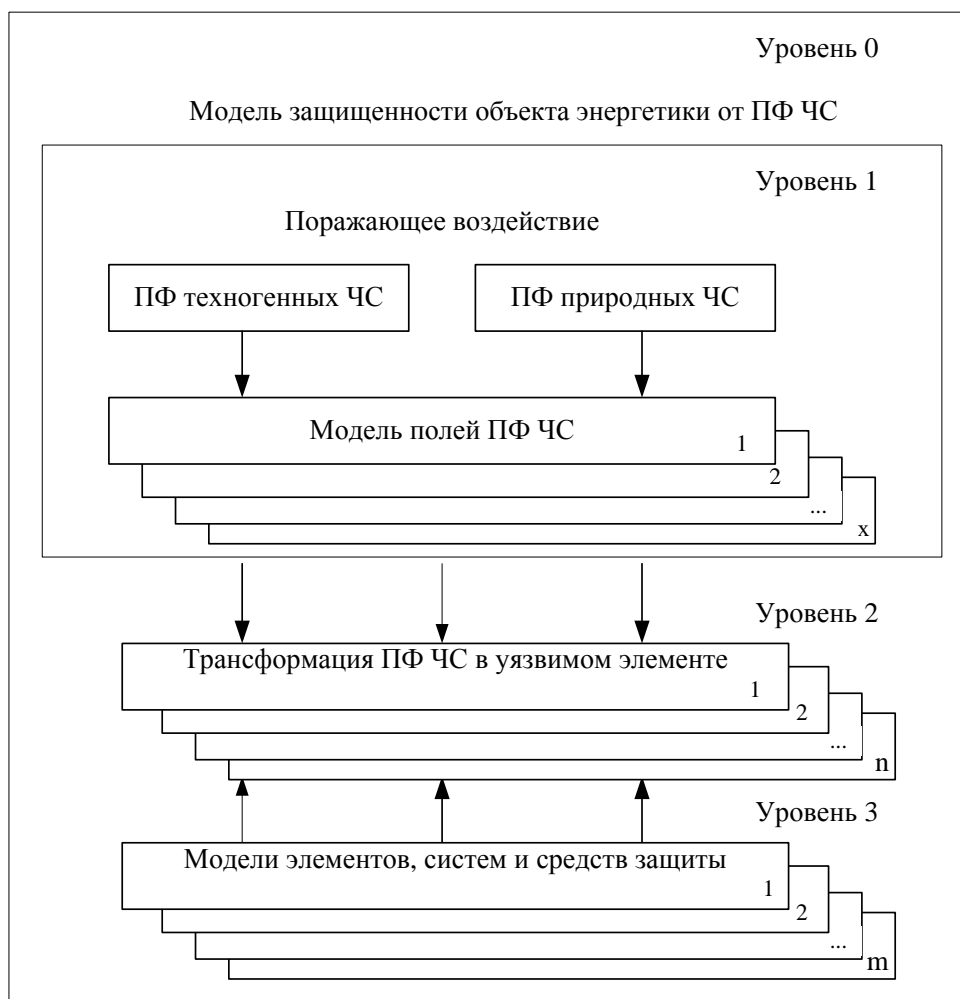 Уровень 0
Модель защищенности объекта энергетики от ПФ ЧС
Уровень 1
Поражающее воздействие
ПФ техногенных ЧС
ПФ природных ЧС
Модель полей ПФ ЧС
1
2
...
x
Уровень 2
Трансформация ПФ ЧС в уязвимом элементе
1
2
...
n
Уровень 3
Модели элементов, систем и средств защиты
1
2
...
m